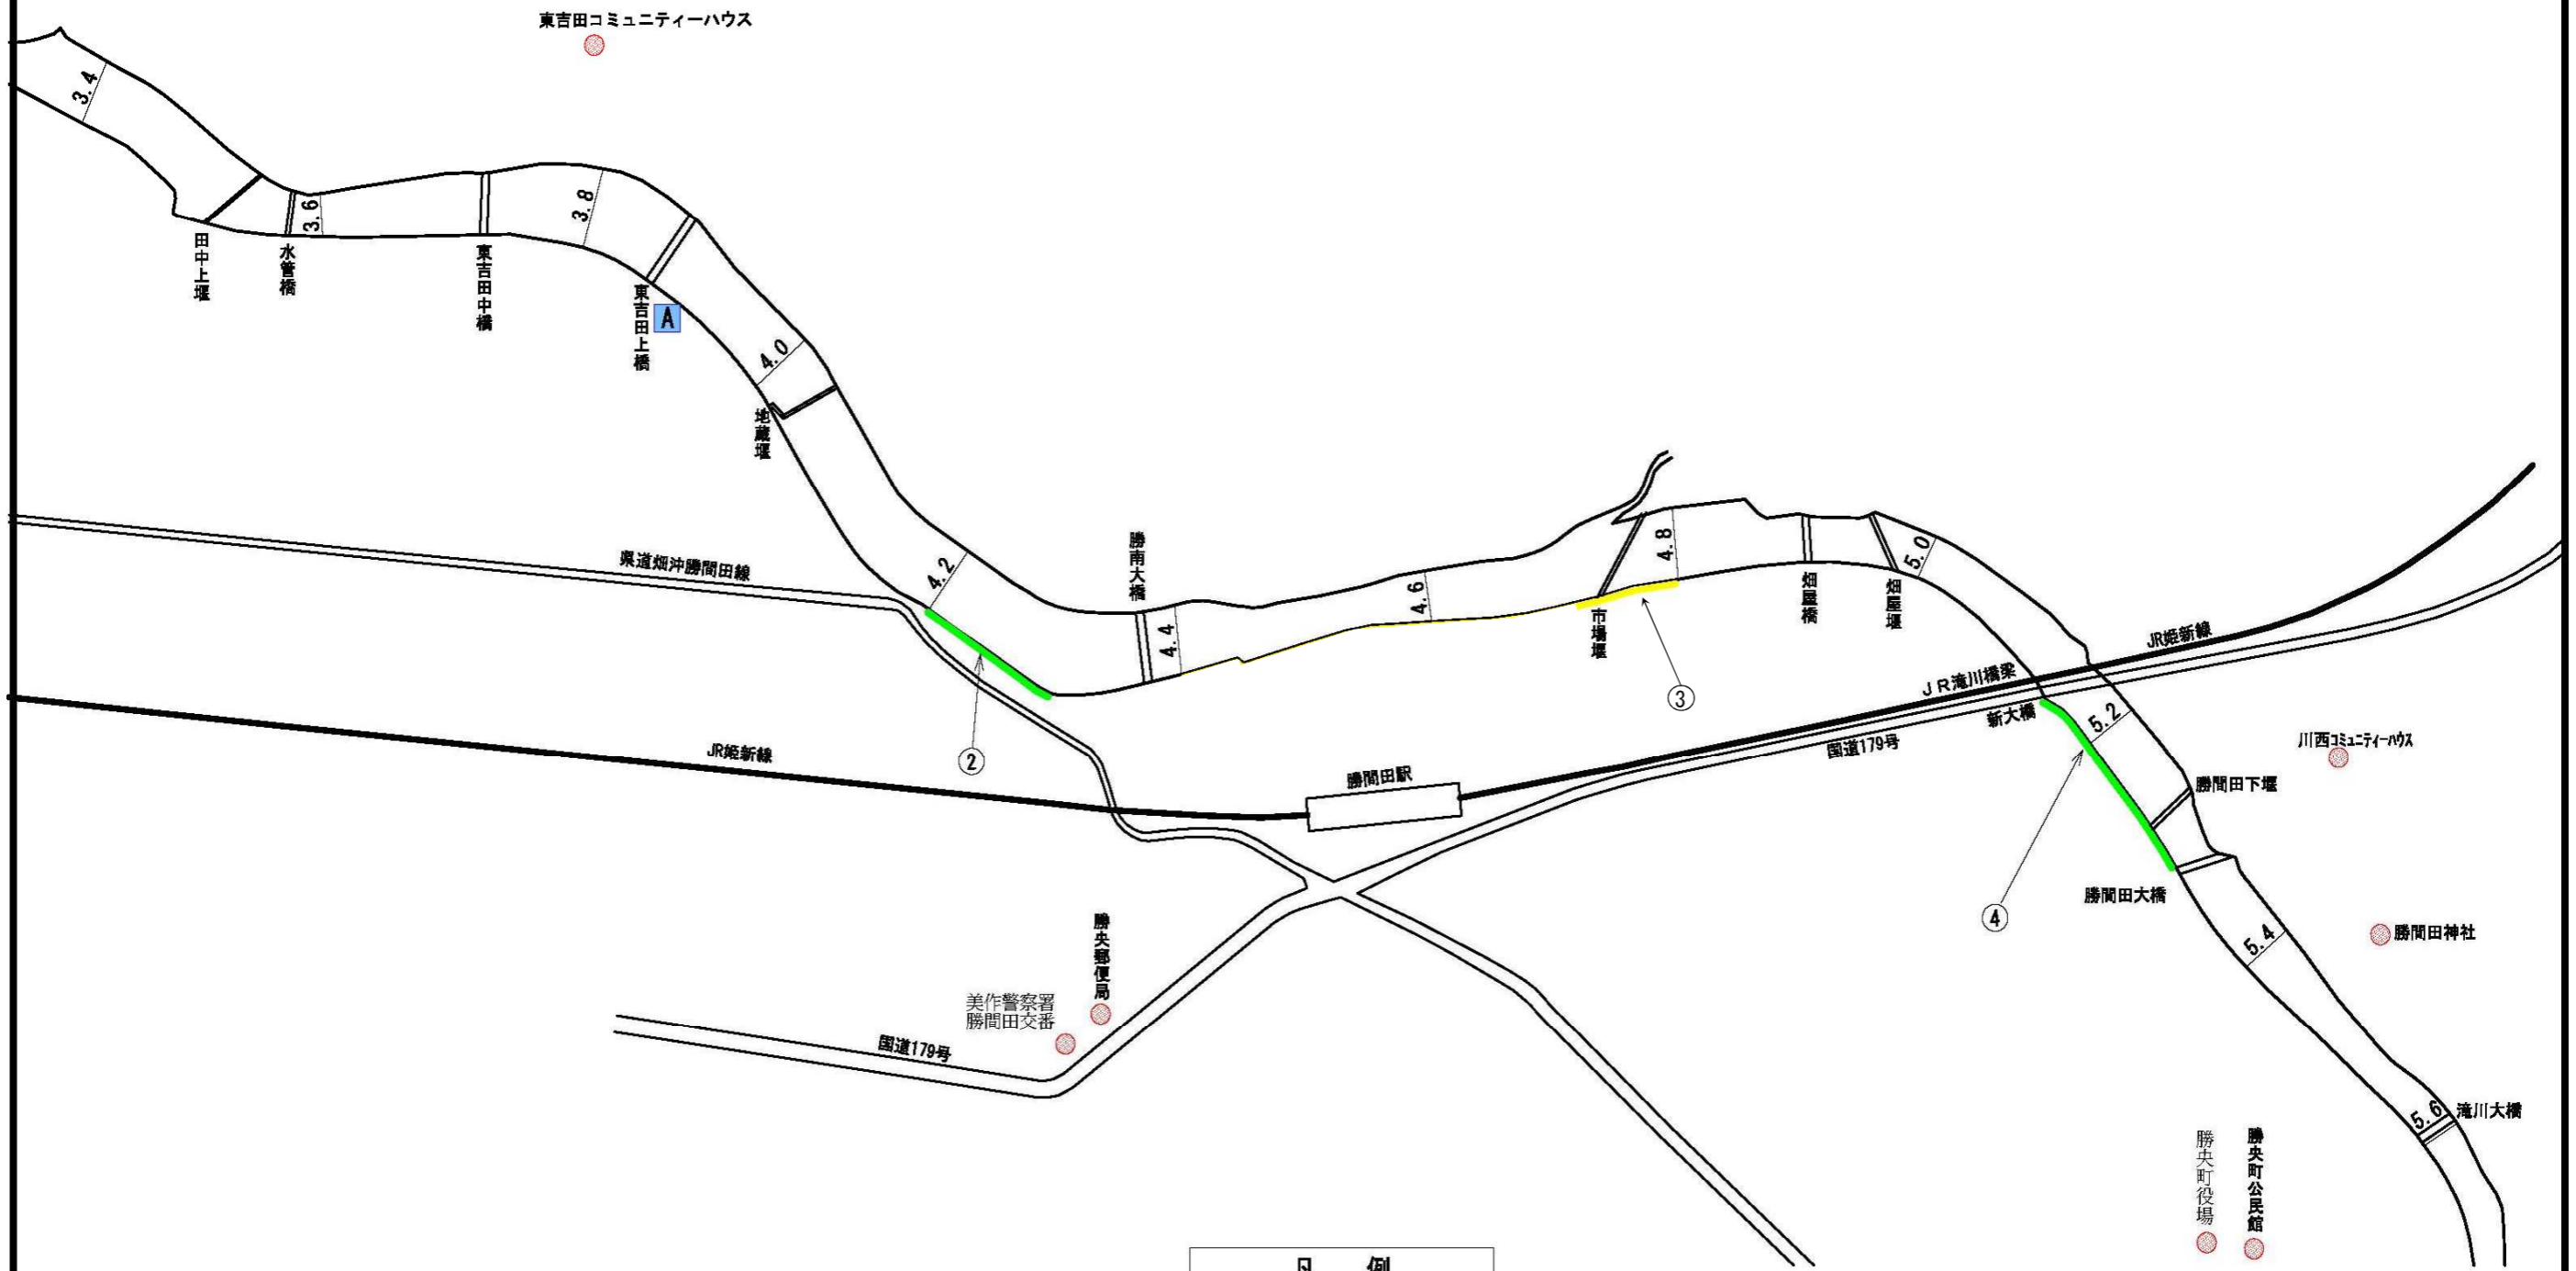 東吉田コミュニティーハウス
3.4
3.6
3.8
田中上堰
水管橋
東吉田中橋
東吉田上橋
A
4.0
地蔵堰
県道畑沖勝間田線
4.2
勝南大橋
4.4
4.6
4.8
市場堰
畑屋橋
畑屋堰
5.0
JR姫新線
JR滝川橋梁
新大橋
国道179号
5.2
川西コミュニティーハウス
勝間田下堰
②
③
④
JR姫新線
勝間田駅
勝間田大橋
勝間田神社
5.4
勝央郵便局
美作警察署
勝間田交番
国道179号
5.6
滝川大橋
勝央町役場
勝央町公民館
凡 例